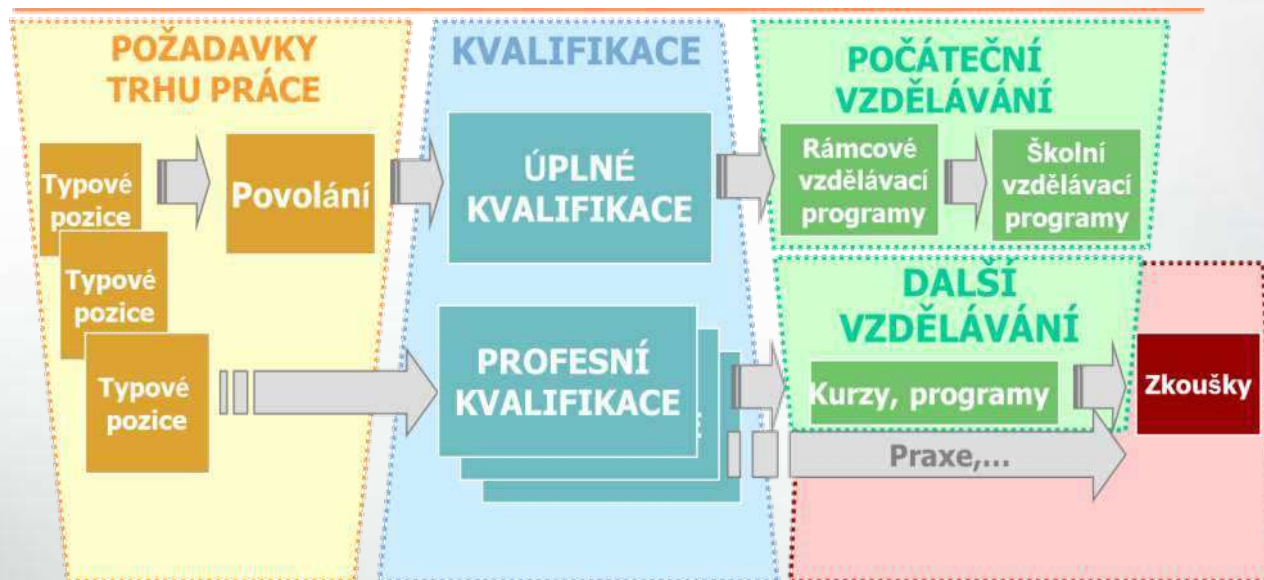 POŽADAVKY
TRHU PRÁCE
Typové
pozice
Povolání
Typové
pozice
Typové
pozice
KVALIFIKACE
ÚPLNÉ
KVALIFIKACE
PROFESNÍ
KVALIFIKACE
...
POČÁTEČNÍ
VZDĚLÁVÁNÍ
Rámcové
vzdělávací
programy
Školní
vzdělávací
programy
DALŠÍ
VZDĚLÁVÁNÍ
Kurzy, programy
Praxe,...
Zkoušky